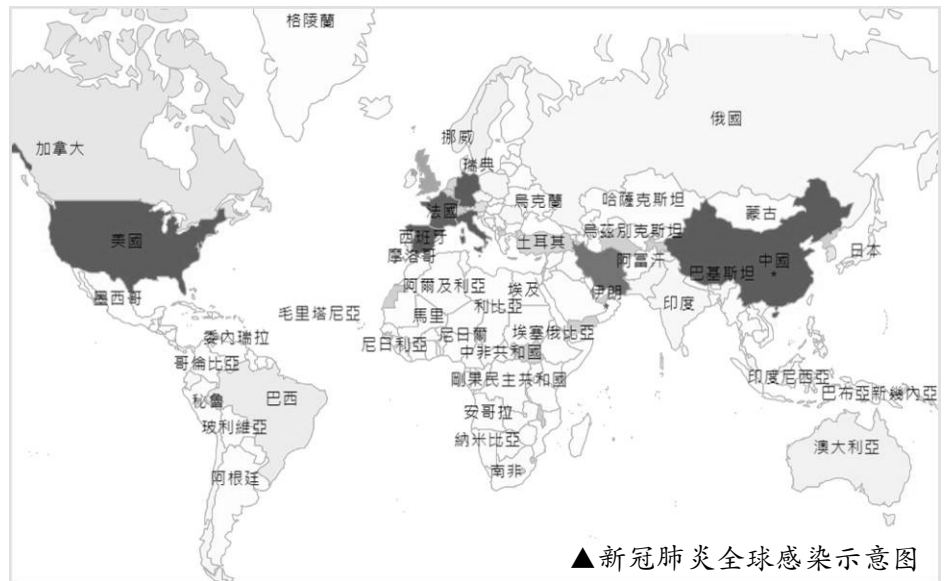 格陵蘭
俄國
挪威
加拿大
瑞典
烏克蘭
哈薩克斯坦
蒙古
法國
美國
西班牙
土耳其
烏茲別克斯坦
日本
摩洛哥
阿富汗
中國
巴基斯坦
墨西哥
阿爾及利亞
埃及
伊朗
印度
利比亞
毛里塔尼亞
馬里
尼日爾
埃塞俄比亞
委內瑞拉
尼日利亞
中非共和國
哥倫比亞
剛果民主共和國
印度尼西亞
巴布亞新幾內亞
秘魯
巴西
安哥拉
玻利維亞
納米比亞
澳大利亞
阿根廷
南非
▲新冠肺炎全球感染示意图